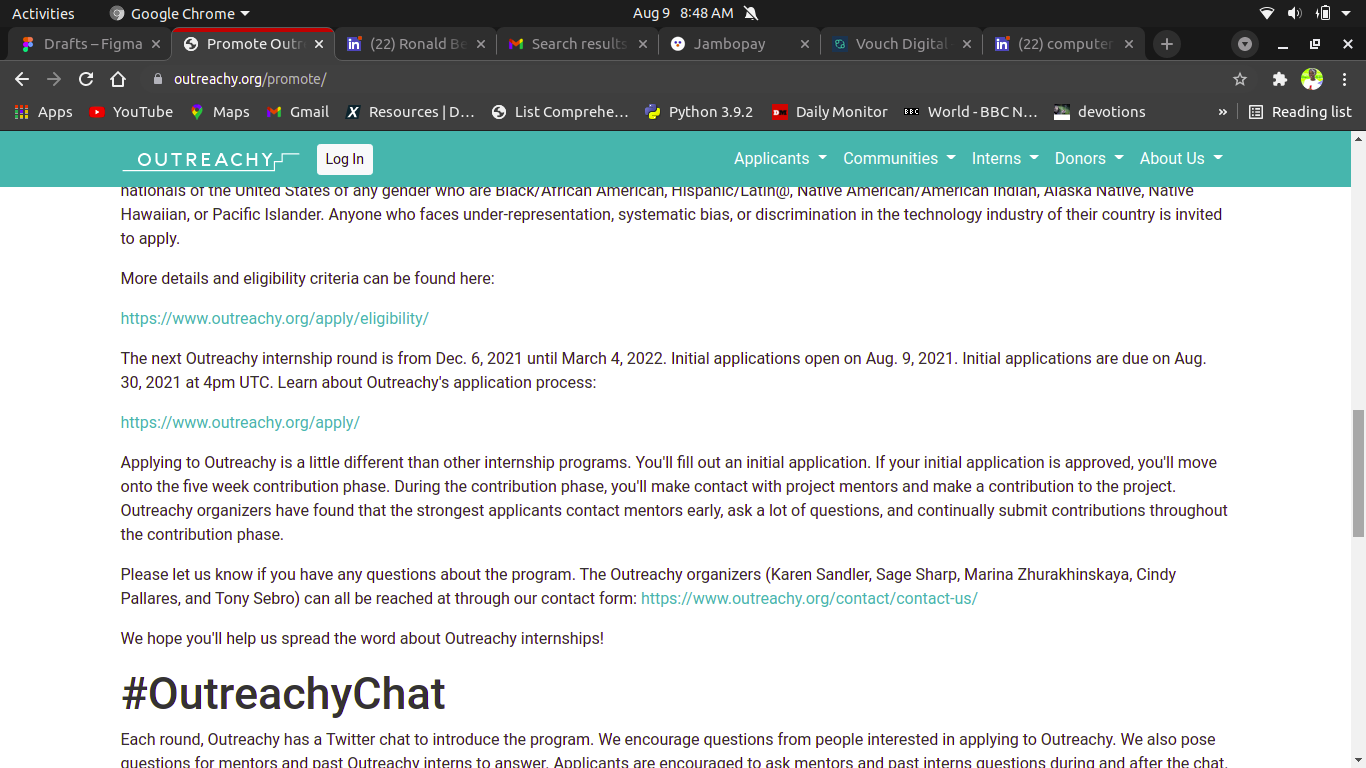 Activities
Google Chrome
Aug 9 8:48 AM
Drafts – Figma
Promote Outr
(22) Ronald Be
Search results
Jambopay
Vouch Digital
(22) computer
outreachy.org/promote/
Apps
YouTube
Maps
Gmail
Resources | D...
List Comprehe...
Python 3.9.2
Daily Monitor
BBC World - BBC N...
devotions
»
Reading list
OUTREACHY
Log In
Applicants
Communities
Interns
Donors
About Us
nationals of the United States of any gender who are Black/African American, Hispanic/Latin@, Native American/American Indian, Alaska Native, Native
Hawaiian, or Pacific Islander. Anyone who faces under-representation, systematic bias, or discrimination in the technology industry of their country is invited
to apply.
More details and eligibility criteria can be found here:
https://www.outreachy.org/apply/eligibility/
The next Outreachy internship round is from Dec. 6, 2021 until March 4, 2022. Initial applications open on Aug. 9, 2021. Initial applications are due on Aug.
30, 2021 at 4pm UTC. Learn about Outreachy's application process:
https://www.outreachy.org/apply/
Applying to Outreachy is a little different than other internship programs. You'll fill out an initial application. If your initial application is approved, you'll move
onto the five week contribution phase. During the contribution phase, you'll make contact with project mentors and make a contribution to the project.
Outreachy organizers have found that the strongest applicants contact mentors early, ask a lot of questions, and continually submit contributions throughout
the contribution phase.
Please let us know if you have any questions about the program. The Outreachy organizers (Karen Sandler, Sage Sharp, Marina Zhurakhinskaya, Cindy
Pallares, and Tony Sebro) can all be reached at through our contact form: https://www.outreachy.org/contact/contact-us/
We hope you'll help us spread the word about Outreachy internships!
#OutreachyChat
Each round, Outreachy has a Twitter chat to introduce the program. We encourage questions from people interested in applying to Outreachy. We also pose
questions for mentors and past Outreachy interns to answer. Applicants are encouraged to ask mentors and past interns questions during and after the chat.